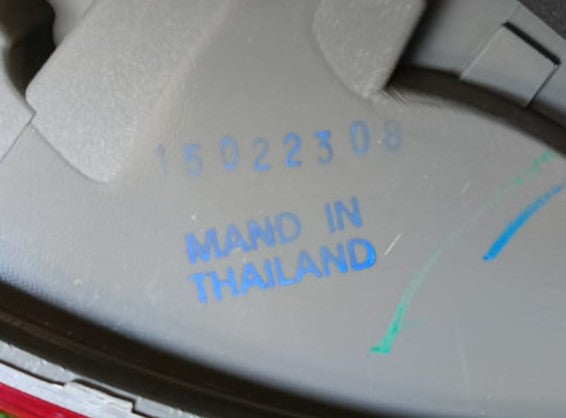 15022308
MAND IN
THAILAND